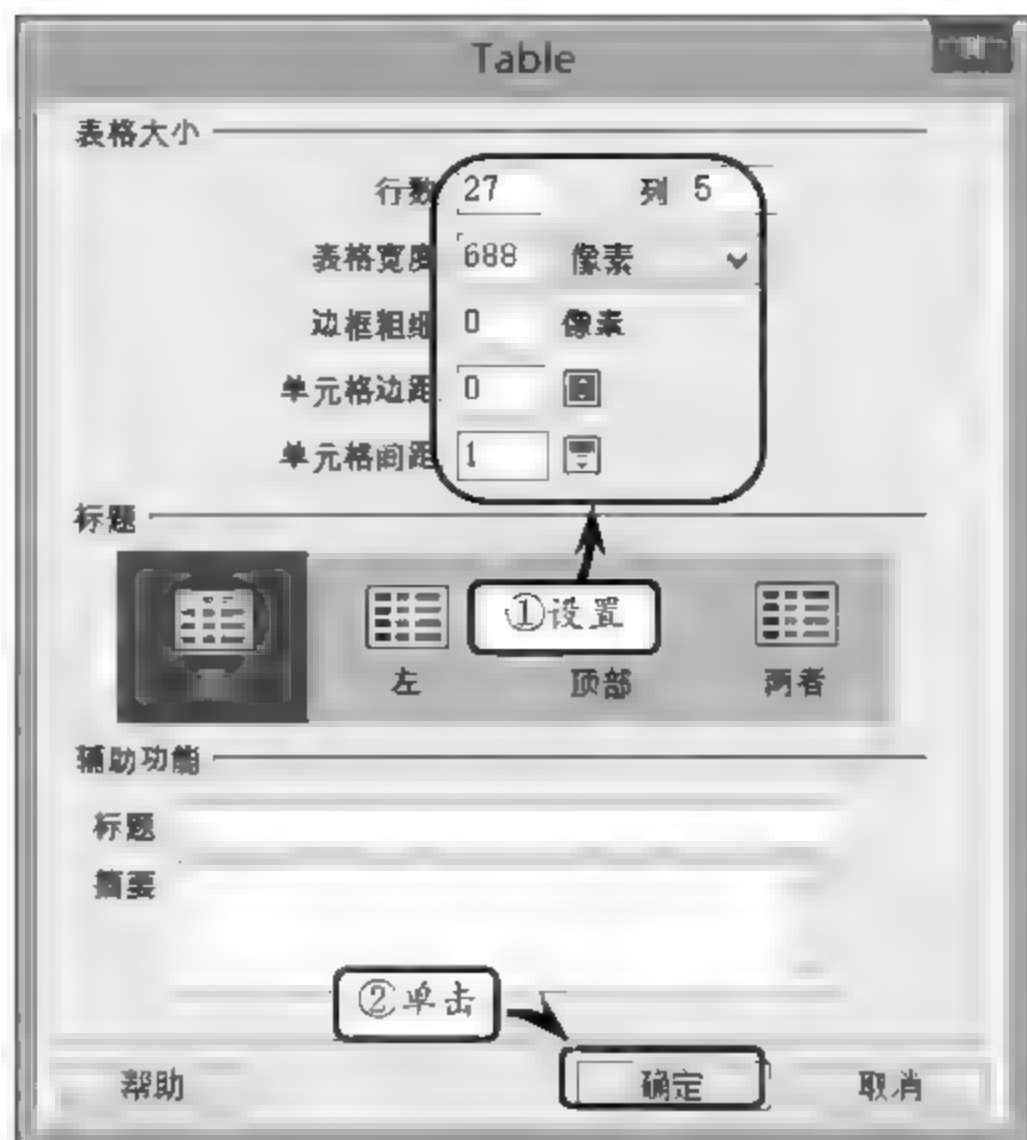 Table
表格大小
行数 27 列 5
表格宽度 688 像素
边框粗细 0 像素
单元格边距 0
单元格间距 1
标题
①设置
左 顶部 两者
辅助功能
标题
摘要
②单击
帮助 确定 取消